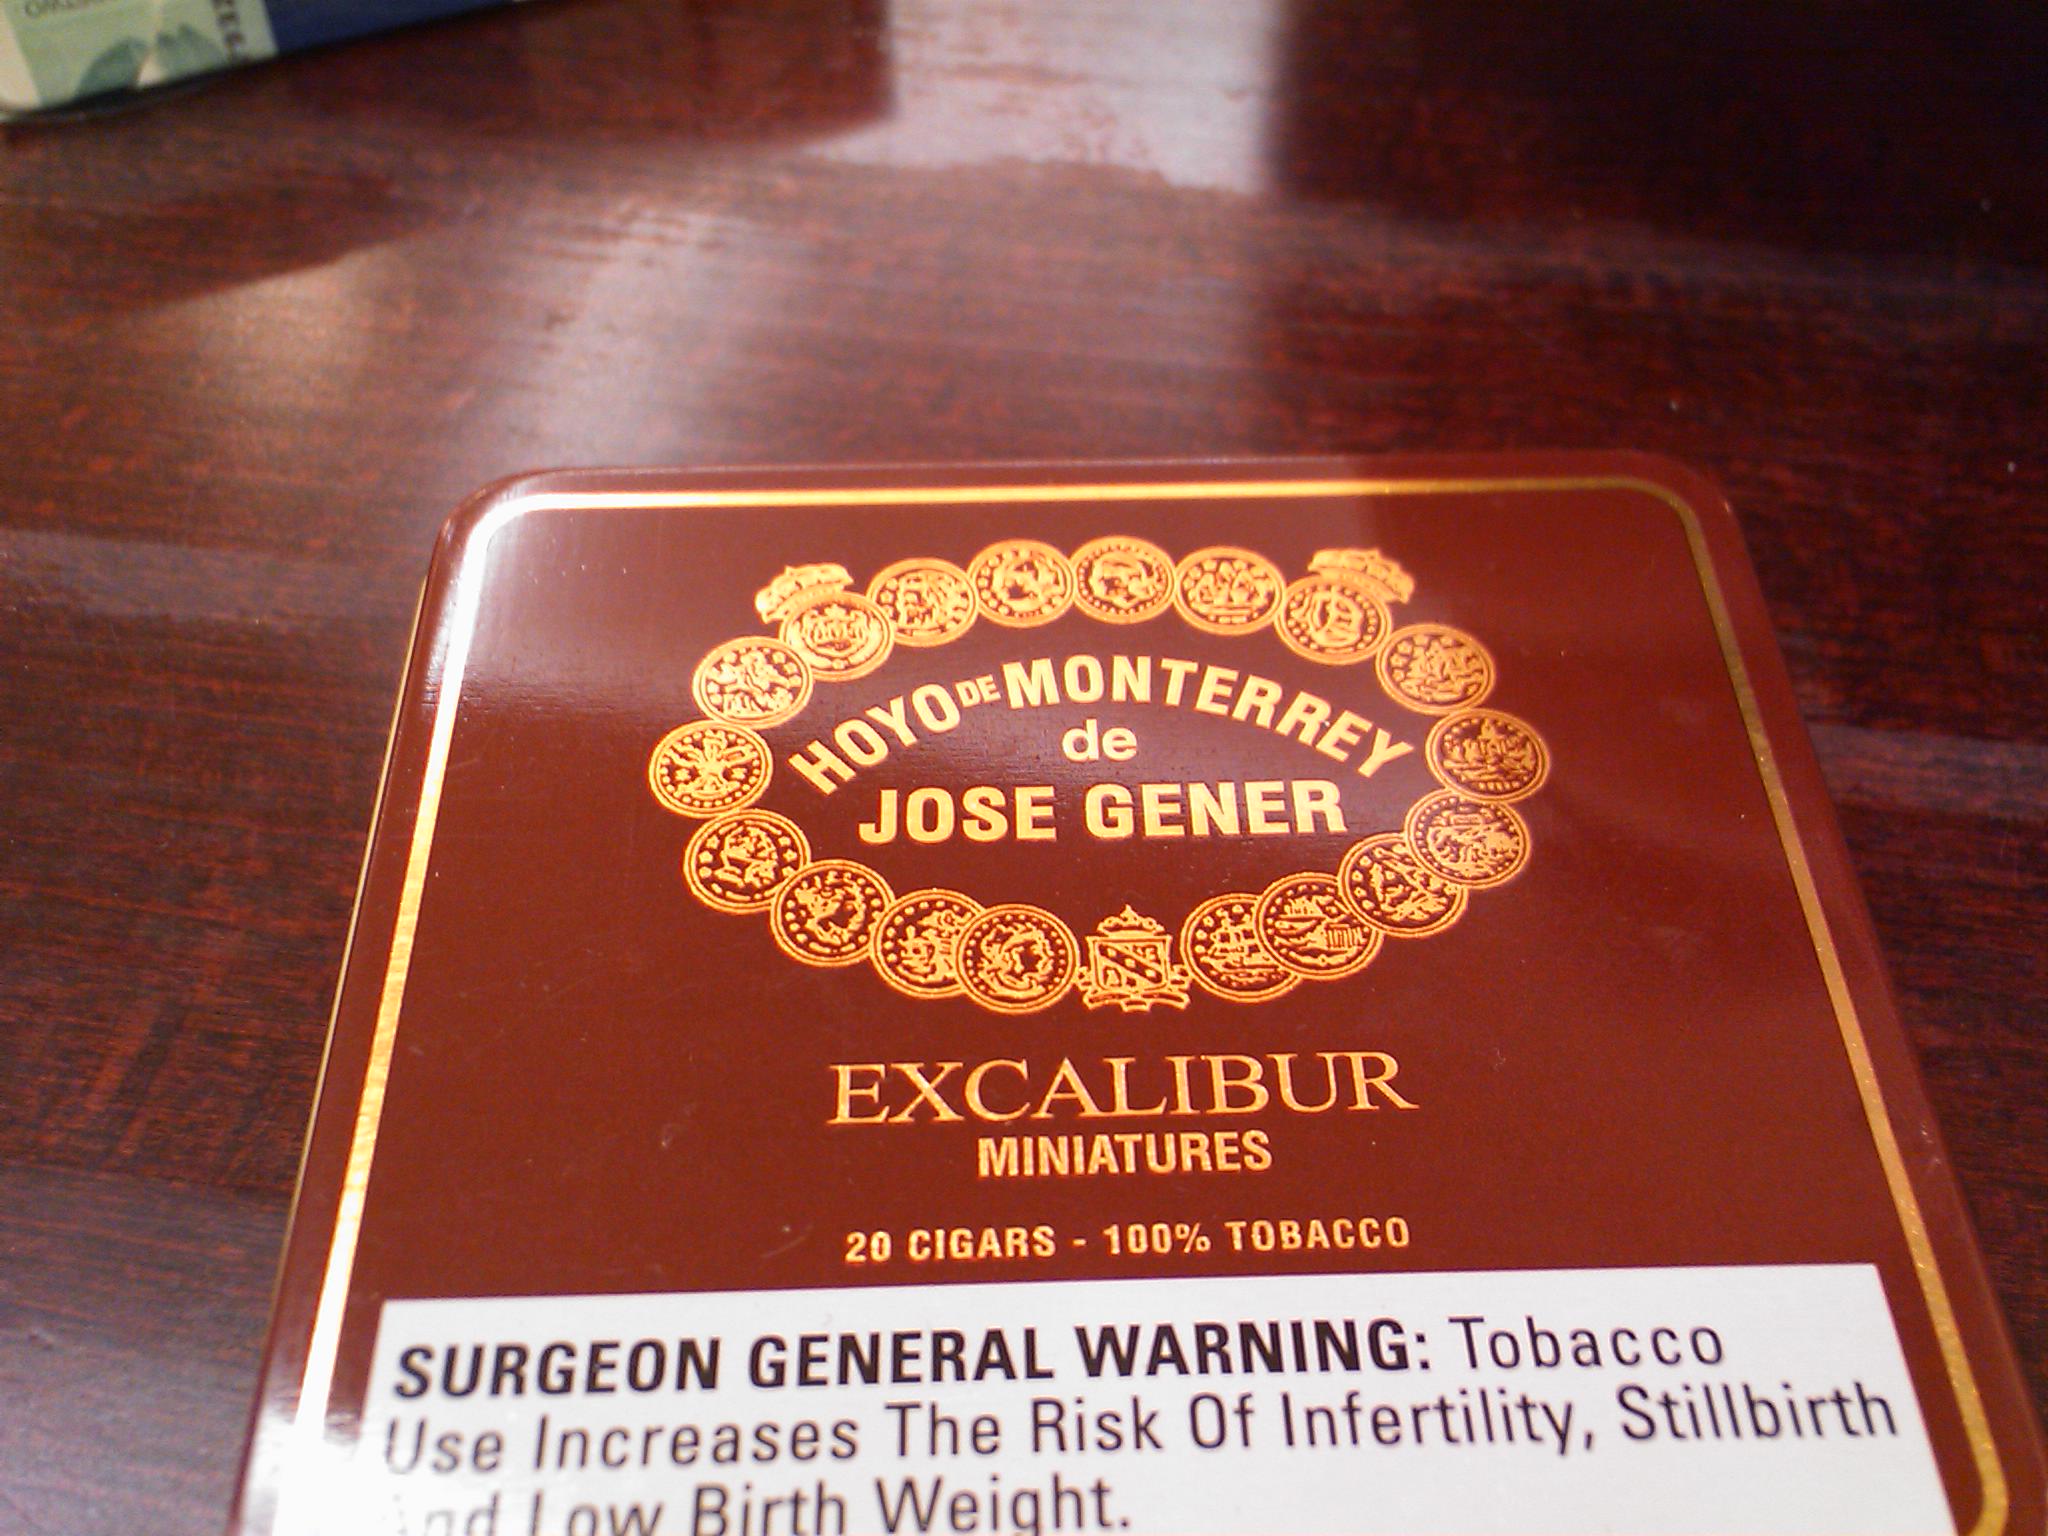 HOYO DE MONTERREY
de
JOSE GENER
EXCALIBUR
MINIATURES
20 CIGARS - 100% TOBACCO
SURGEON GENERAL WARNING: Tobacco
Use Increases The Risk Of Infertility, Stillbirth
And Low Birth Weight.